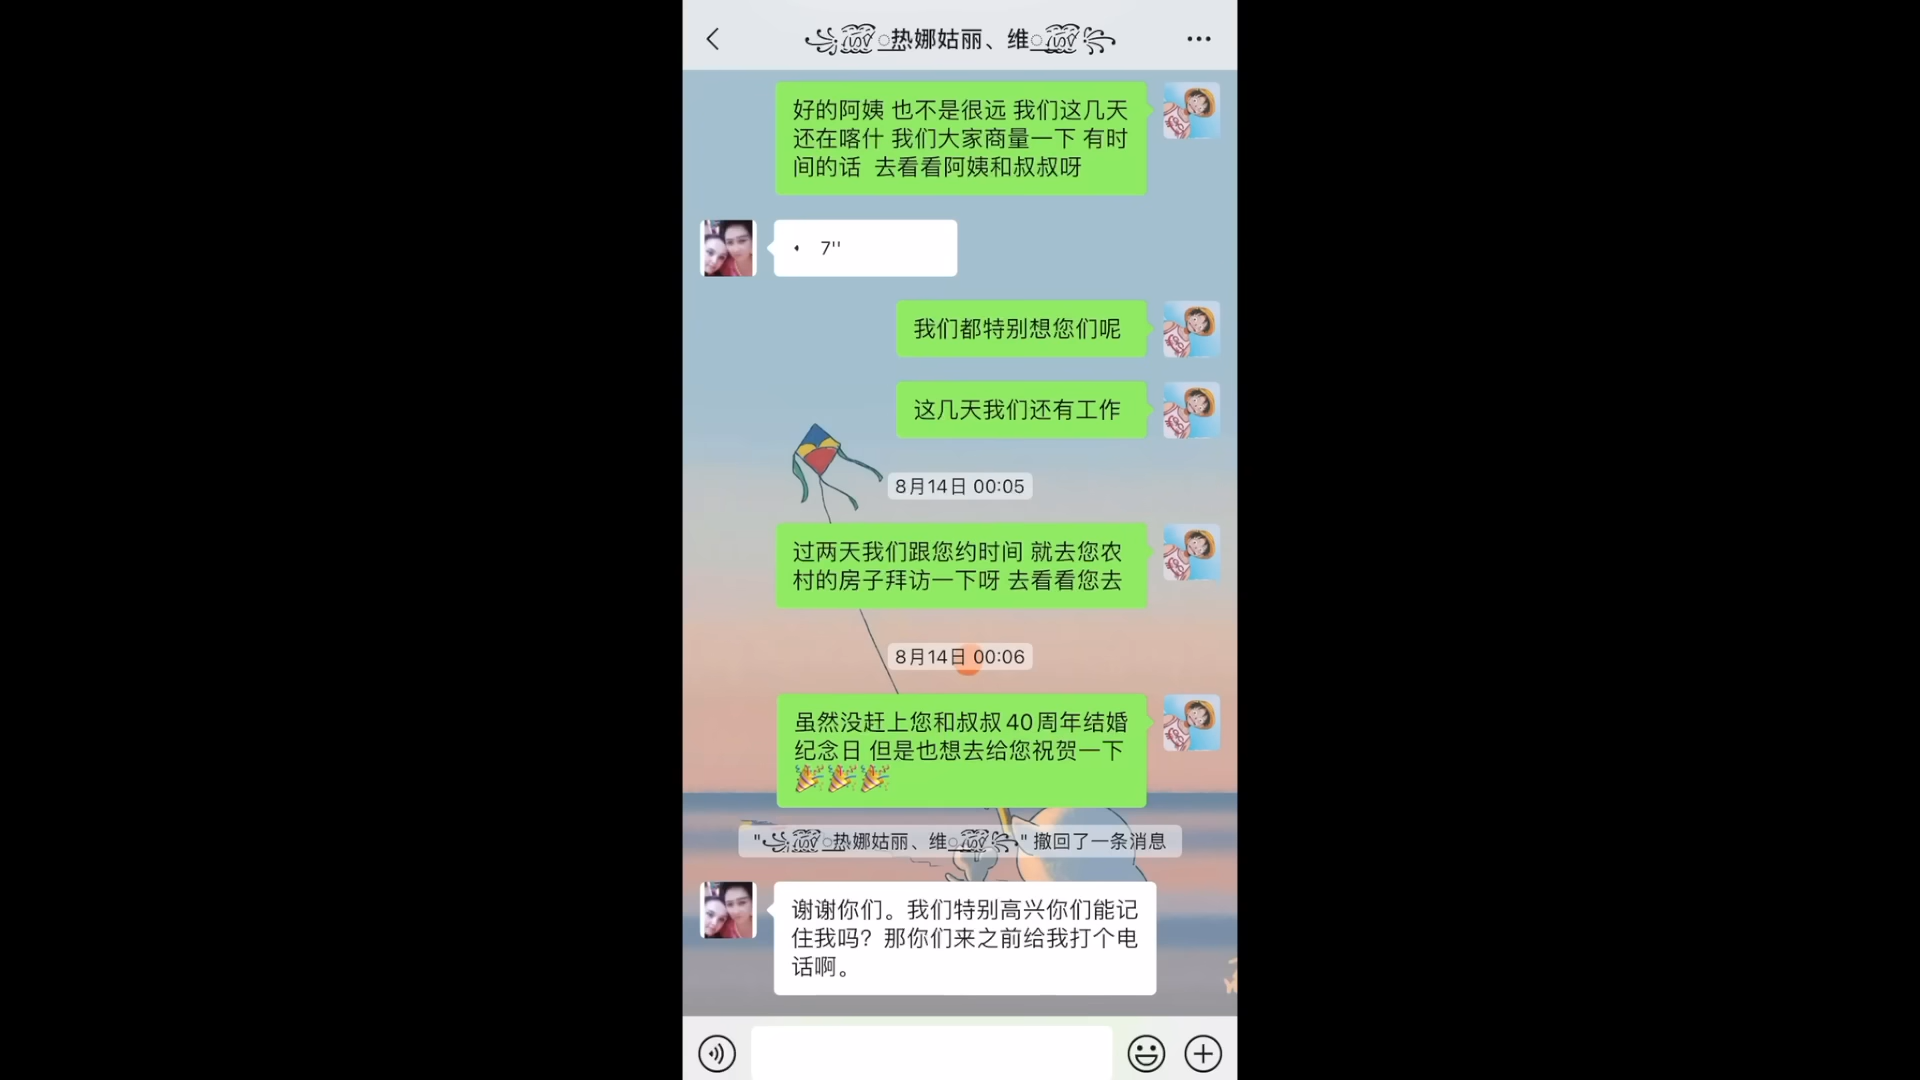 热娜姑丽、维
好的阿姨 也不是很远 我们这几天
还在喀什 我们大家商量一下 有时
间的话 去看看阿姨和叔叔呀
7''
我们都特别想您们呢
这几天我们还有工作
8月14日 00:05
过两天我们跟您约时间 就去您农
村的房子拜访一下呀 去看看您去
8月14日 00:06
虽然没赶上您和叔叔40周年结婚
纪念日 但是也想去给您祝贺一下
🎉🎉🎉
"热娜姑丽、维" 撤回了一条消息
谢谢你们。我们特别高兴你们能记
住我吗？那你们来之前给我打个电
话啊。